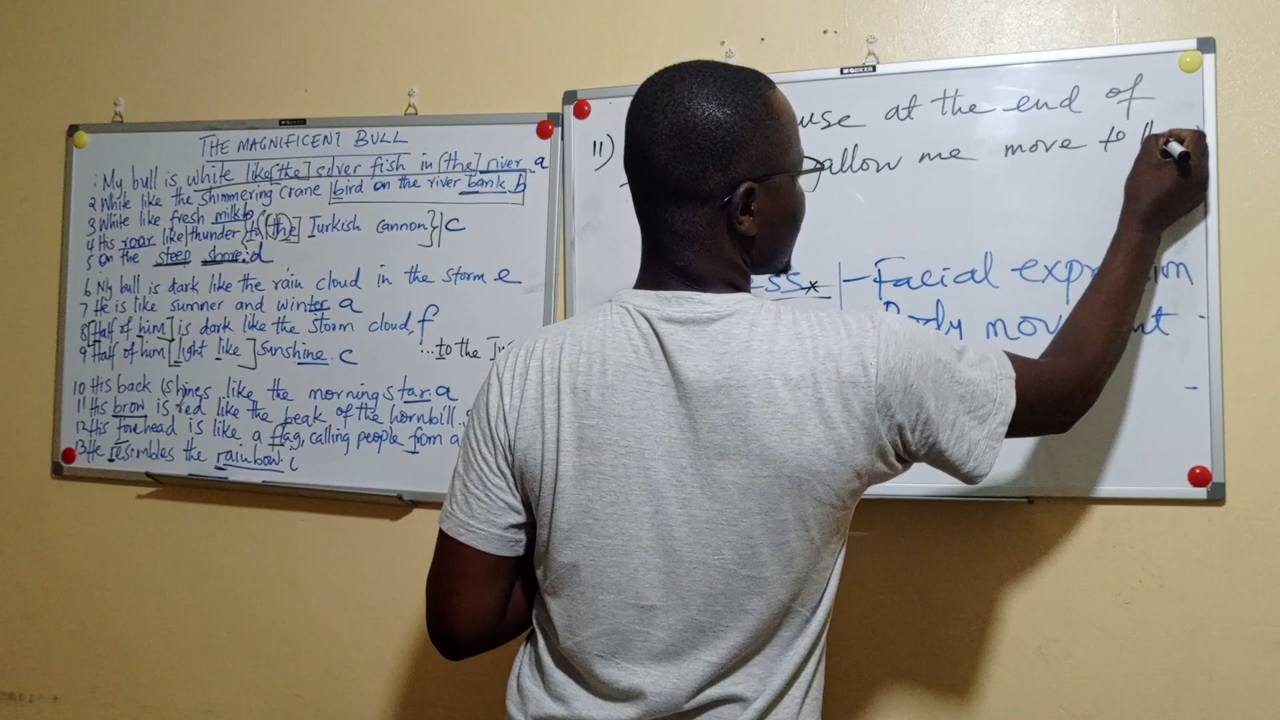 THE MAGNIFICENT BULL
1 My bull is white like [the] silver fish in [the] river a
2 White like the shimmering crane bird on the river bank b
3 White like fresh milk b
4 His roar like thunder to (the) Turkish cannon} c
5 On the steep shore: d
6 My bull is dark like the rain cloud in the storm e
7 He is like summer and winter a
8 [Half of him] is dark like the storm cloud, f
9 Half of him [light like] Sunshine. c
...to the
10 His back (shines like the morning star. a
11 His brow is red like the beak of the hornbill.
12 His forehead is like a flag, calling people from a
13 He resembles the rainbow. i
WORKER
use at the end of
11) allow me move to "
ess* | - Facial expression
Body movement